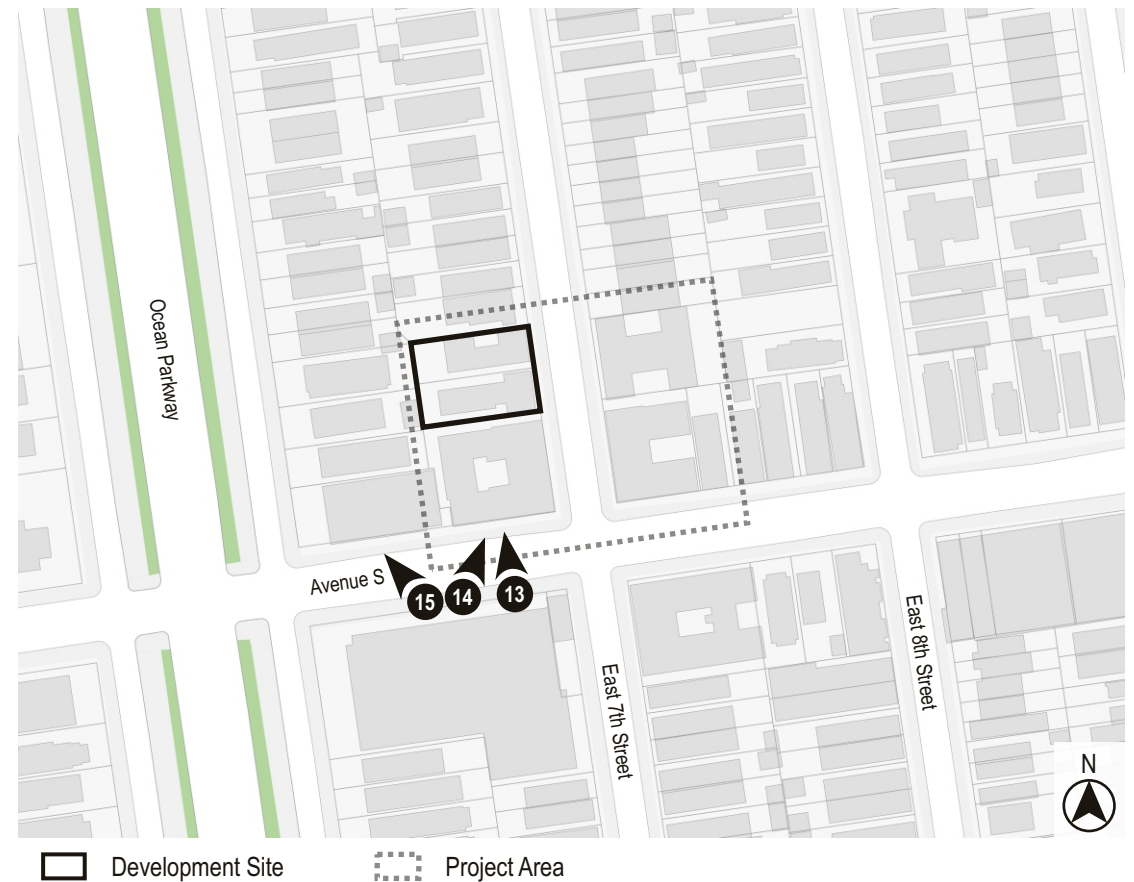 Ocean Parkway
Avenue S
15
14
13
East 7th Street
East 8th Street
N
Development Site
Project Area